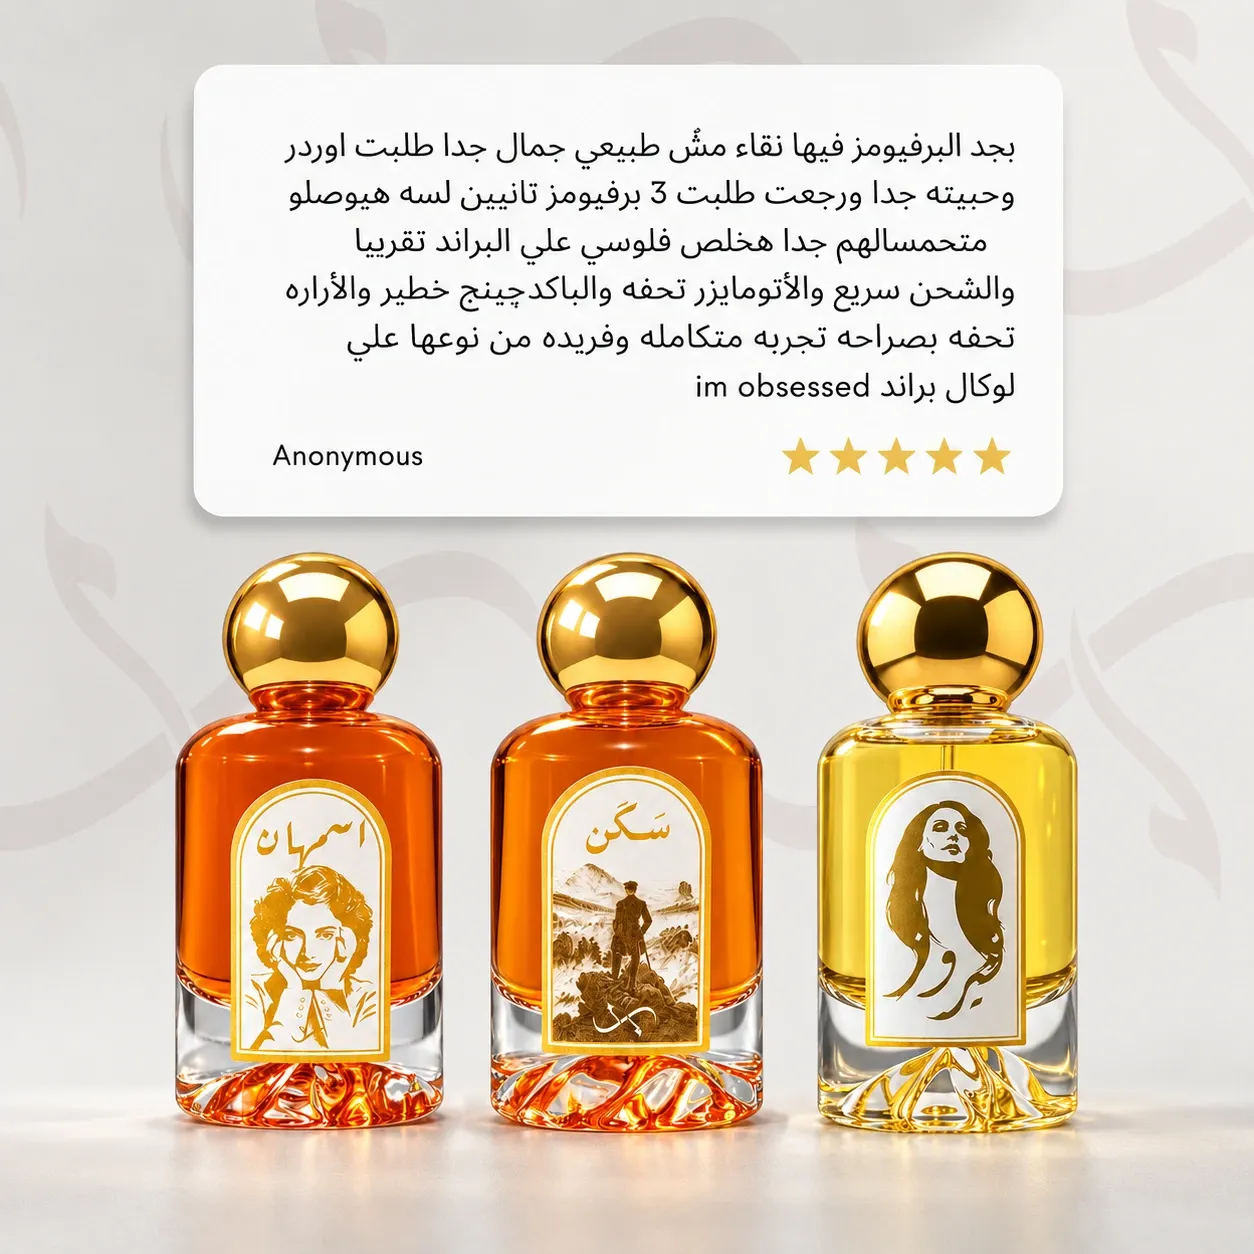 بجد البرفيومز فيها نقاء مشٌ طبيعي جمال جدا طلبت اوردر
وحبيته جدا ورجعت طلبت 3 برفيومز تانيين لسه هيوصلو
متحمسالهم جدا هخلص فلوسي علي البراند تقريبا
والشحن سريع والأتومايزر تحفه والباكدچينج خطير والأراره
تحفه بصراحه تجربه متكامله وفريده من نوعها علي
لوكال براند im obsessed
Anonymous
اسمهان
سَكَن
فيروز